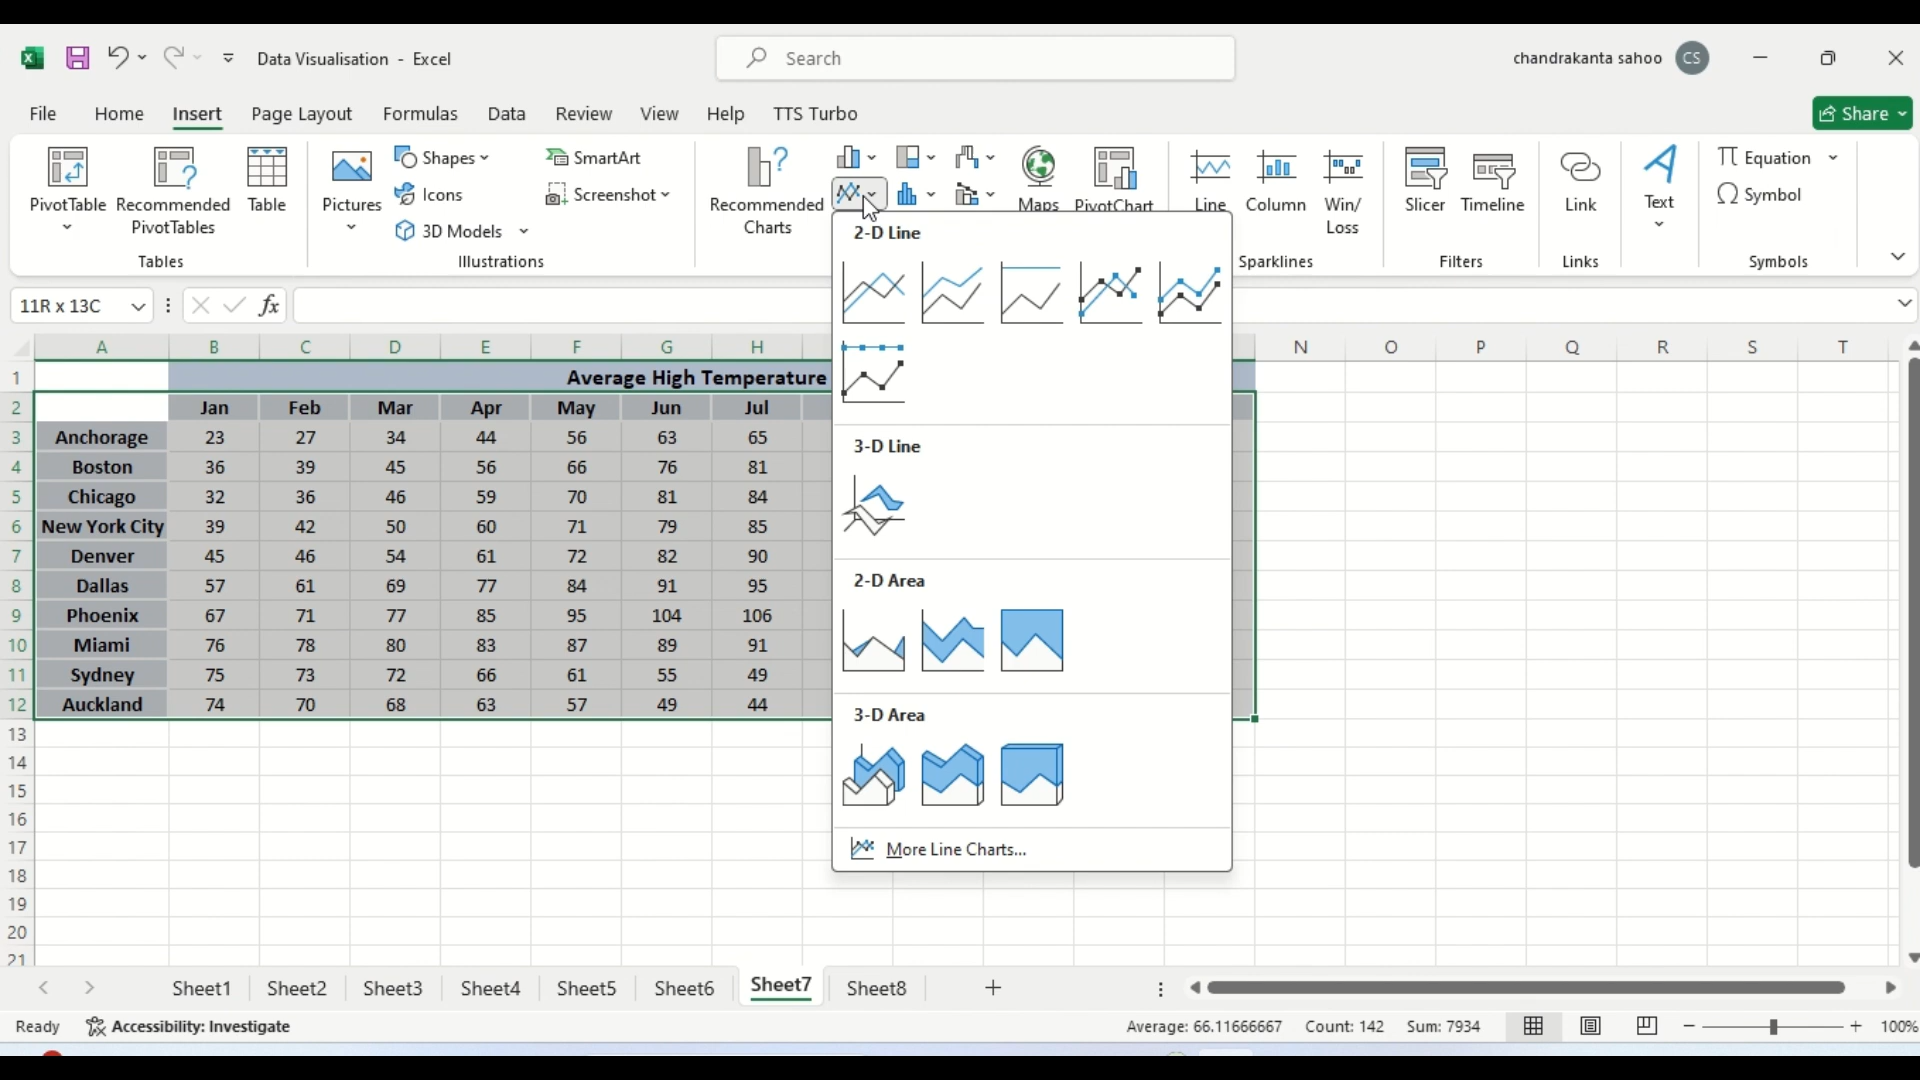 Data Visualisation - Excel
Search
chandrakanta sahoo CS
File Home Insert Page Layout Formulas Data Review View Help TTS Turbo
Share
PivotTable
Recommended
PivotTables
Table
Tables
Pictures
Shapes
Icons
3D Models
SmartArt
Screenshot
Illustrations
Recommended
Charts
Maps
PivotChart
Line
Column
Win/
Loss
Sparklines
Slicer
Timeline
Filters
Link
Links
Text
Equation
Symbol
Symbols
11R x 13C
fx
2-D Line
3-D Line
2-D Area
3-D Area
More Line Charts...
A B C D E F G H N O P Q R S T
1 Average High Temperature
2 Jan Feb Mar Apr May Jun Jul
3 Anchorage 23 27 34 44 56 63 65
4 Boston 36 39 45 56 66 76 81
5 Chicago 32 36 46 59 70 81 84
6 New York City 39 42 50 60 71 79 85
7 Denver 45 46 54 61 72 82 90
8 Dallas 57 61 69 77 84 91 95
9 Phoenix 67 71 77 85 95 104 106
10 Miami 76 78 80 83 87 89 91
11 Sydney 75 73 72 66 61 55 49
12 Auckland 74 70 68 63 57 49 44
13
14
15
16
17
18
19
20
21
Sheet1 Sheet2 Sheet3 Sheet4 Sheet5 Sheet6 Sheet7 Sheet8
Ready Accessibility: Investigate Average: 66.11666667 Count: 142 Sum: 7934 100%